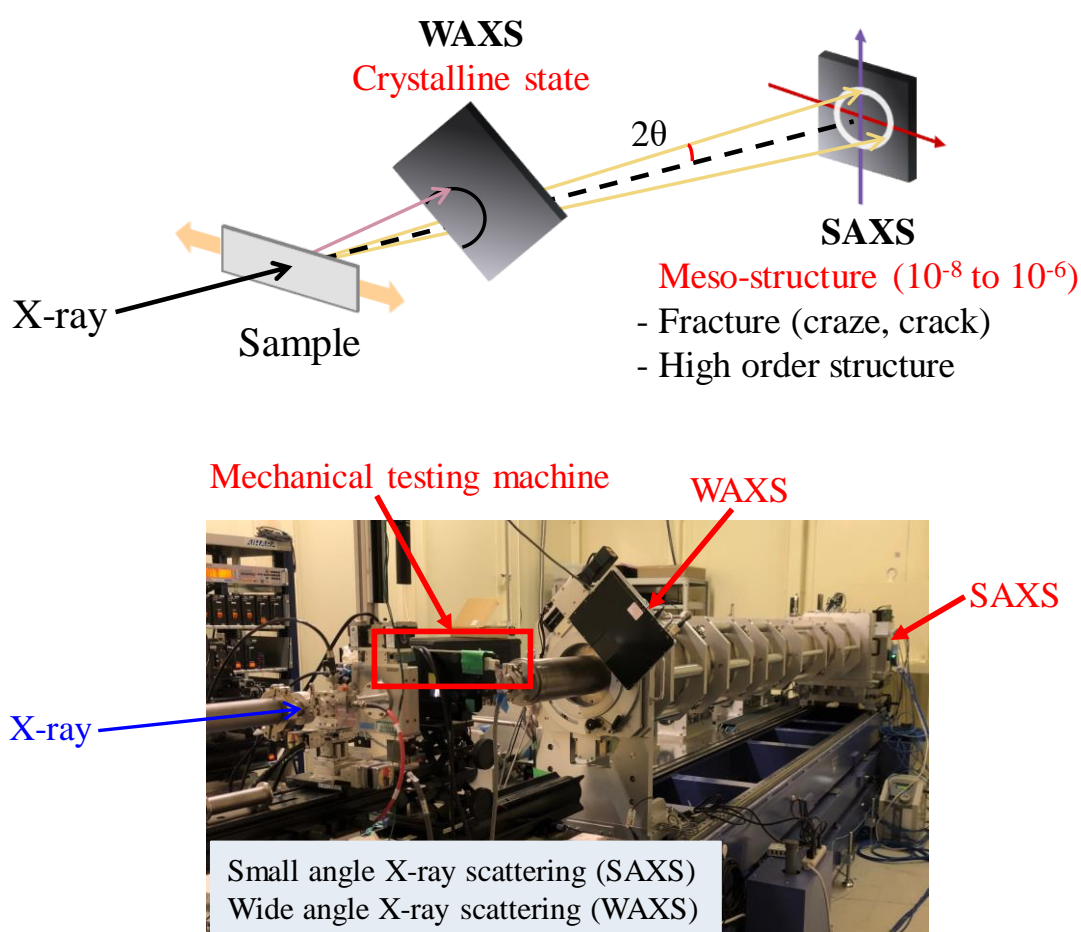 WAXS
Crystalline state
2θ
SAXS
Meso-structure (10⁻⁸ to 10⁻⁶)
- Fracture (craze, crack)
- High order structure
X-ray
Sample
Mechanical testing machine
WAXS
SAXS
X-ray
Small angle X-ray scattering (SAXS)
Wide angle X-ray scattering (WAXS)